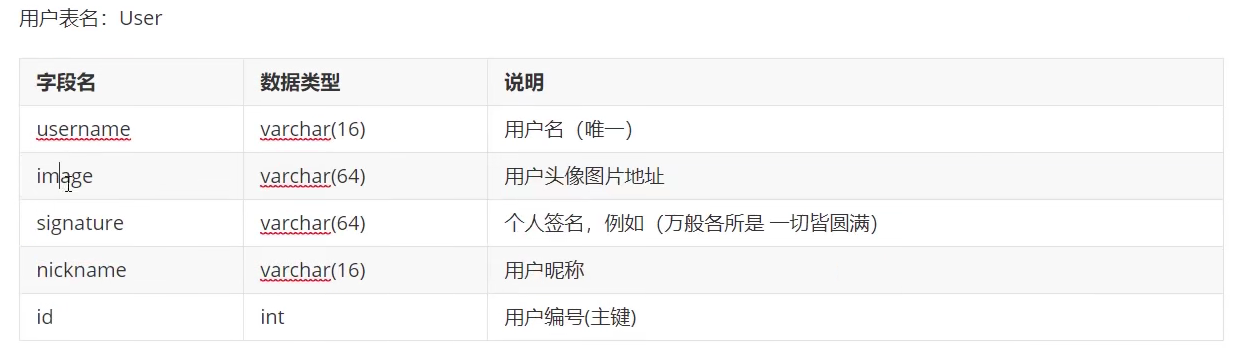 用户表名：User
字段名 数据类型 说明
username varchar(16) 用户名（唯一）
image varchar(64) 用户头像图片地址
signature varchar(64) 个人签名，例如（万般各所是 一切皆圆满）
nickname varchar(16) 用户昵称
id int 用户编号(主键)